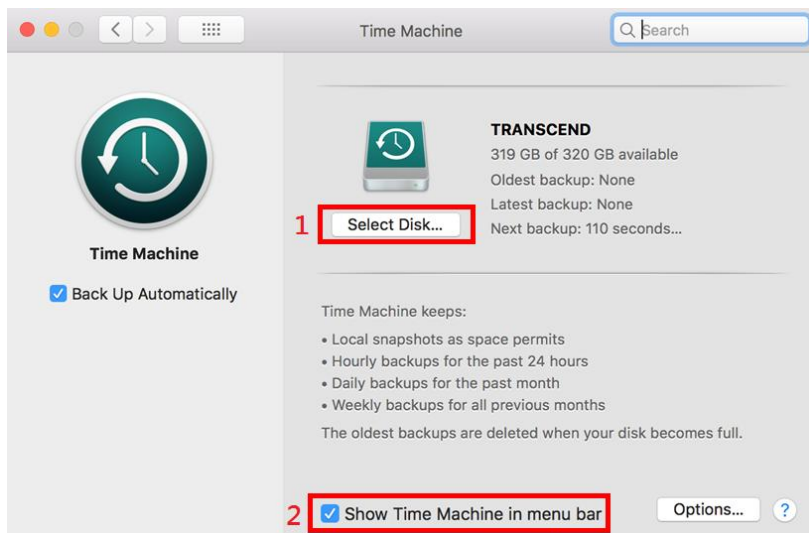 Time Machine
Search
TRANSCEND
319 GB of 320 GB available
Oldest backup: None
Latest backup: None
1
Select Disk...
Next backup: 110 seconds...
Time Machine
Back Up Automatically
Time Machine keeps:
• Local snapshots as space permits
• Hourly backups for the past 24 hours
• Daily backups for the past month
• Weekly backups for all previous months
The oldest backups are deleted when your disk becomes full.
2
Show Time Machine in menu bar
Options...
?